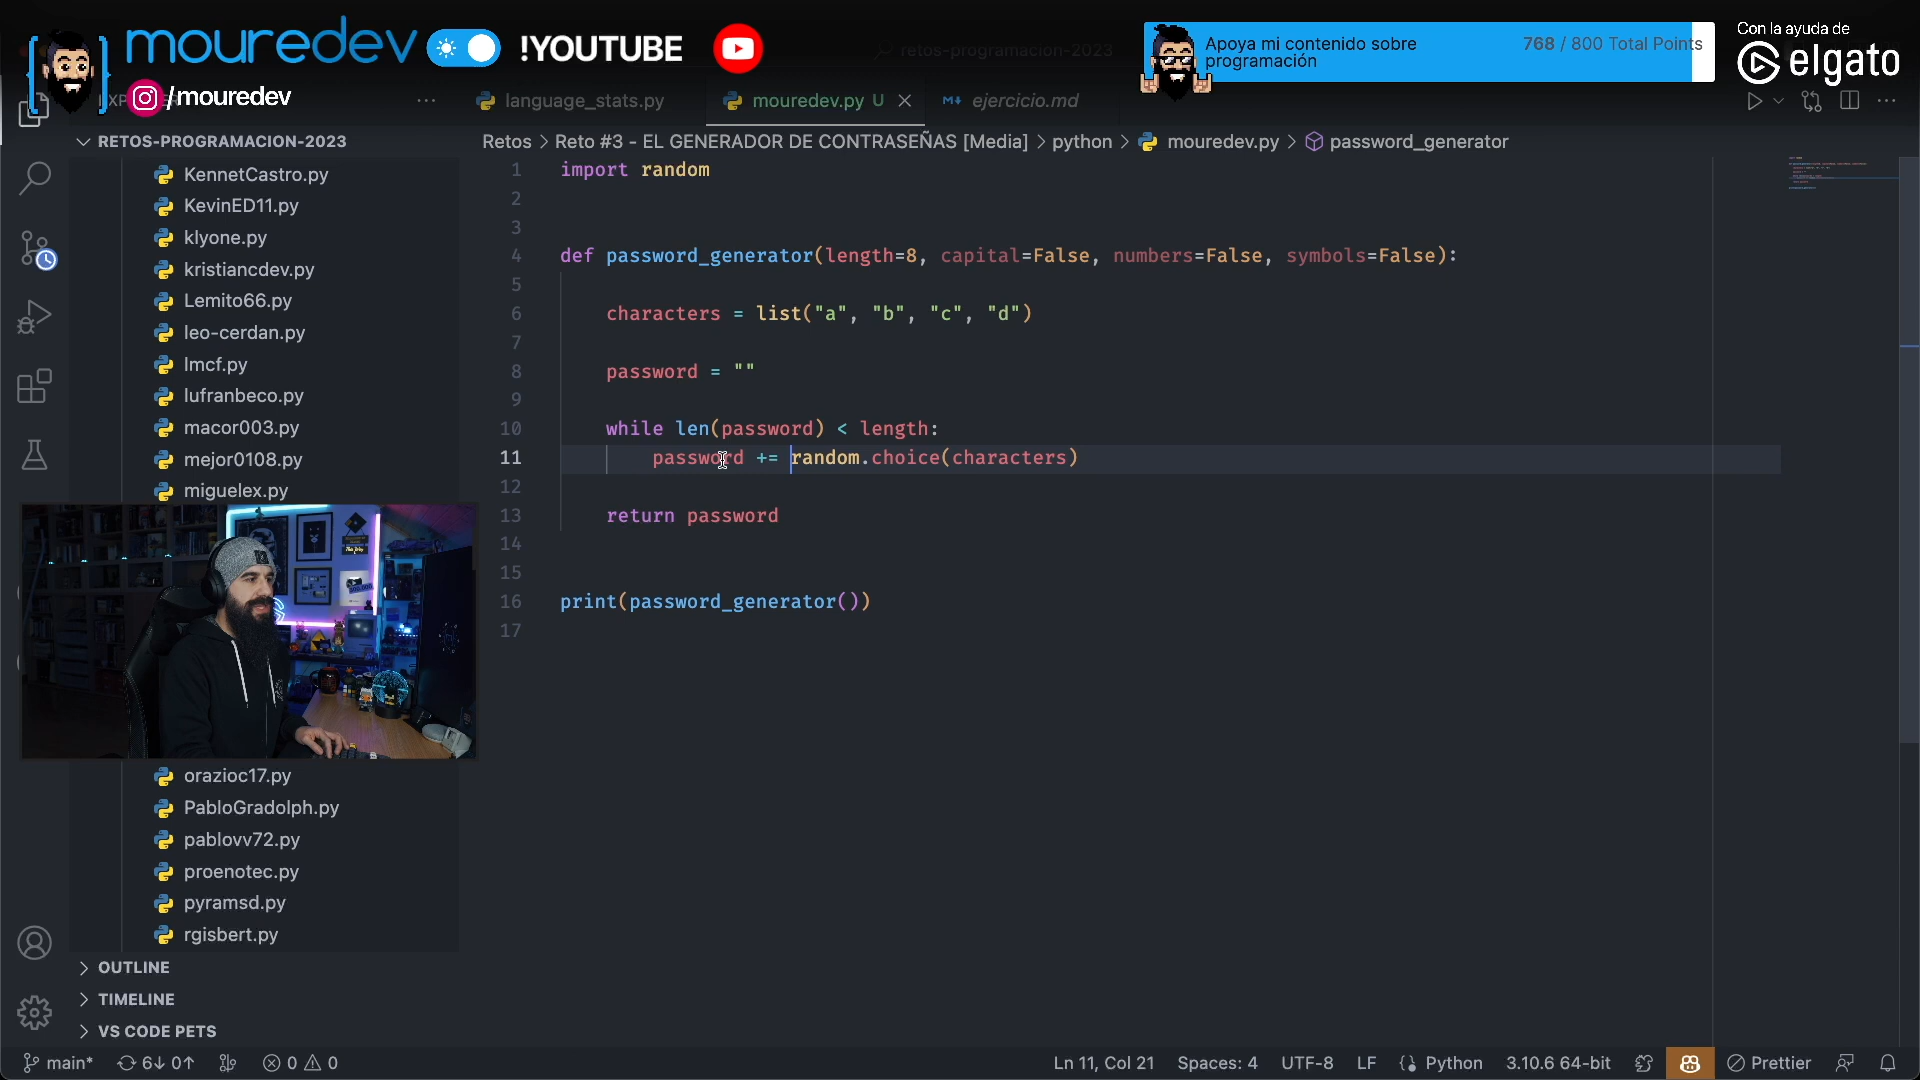 mouredev
!YOUTUBE
/mouredev
retos-programacion-2023
Apoya mi contenido sobre programación
768 / 800 Total Points
Con la ayuda de
elgato
language_stats.py
mouredev.py U
ejercicio.md
RETOS-PROGRAMACION-2023
Retos > Reto #3 - EL GENERADOR DE CONTRASEÑAS [Media] > python > mouredev.py > password_generator
KennetCastro.py
KevinED11.py
klyone.py
kristiancdev.py
Lemito66.py
leo-cerdan.py
lmcf.py
lufranbeco.py
macor003.py
mejor0108.py
miguelex.py
orazioc17.py
PabloGradolph.py
pablovv72.py
proenotec.py
pyramsd.py
rgisbert.py
OUTLINE
TIMELINE
VS CODE PETS
1 import random
2
3
4 def password_generator(length=8, capital=False, numbers=False, symbols=False):
5
6 characters = list("a", "b", "c", "d")
7
8 password = ""
9
10 while len(password) < length:
11 password += random.choice(characters)
12
13 return password
14
15
16 print(password_generator())
17
main* 6↓ 0↑ 0 0
Ln 11, Col 21 Spaces: 4 UTF-8 LF Python 3.10.6 64-bit Prettier